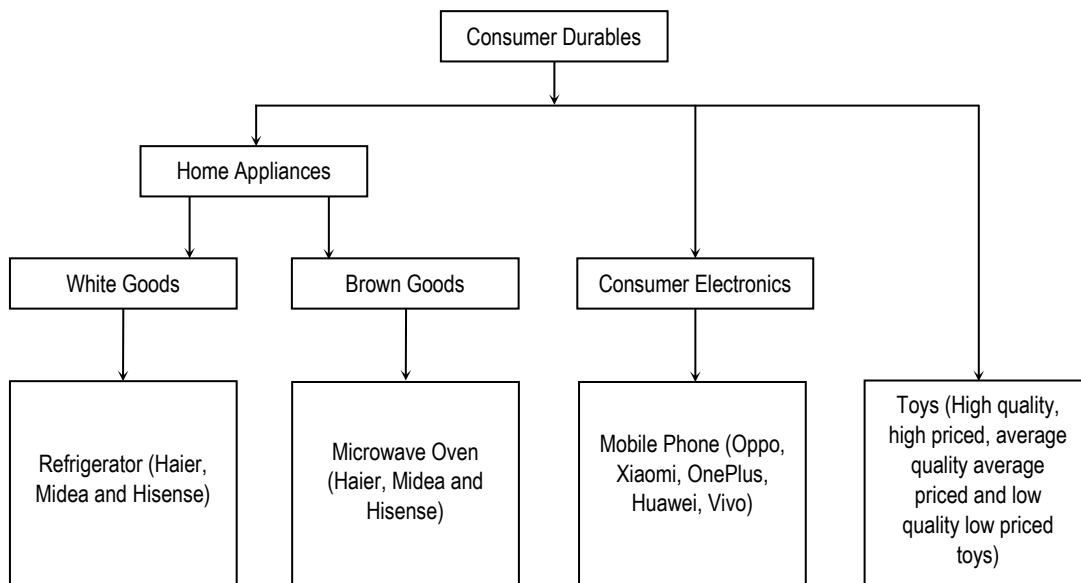 Consumer Durables
Home Appliances
White Goods
Brown Goods
Consumer Electronics
Refrigerator (Haier,
Midea and Hisense)
Microwave Oven
(Haier, Midea and
Hisense)
Mobile Phone (Oppo,
Xiaomi, OnePlus,
Huawei, Vivo)
Toys (High quality,
high priced, average
quality average
priced and low
quality low priced
toys)